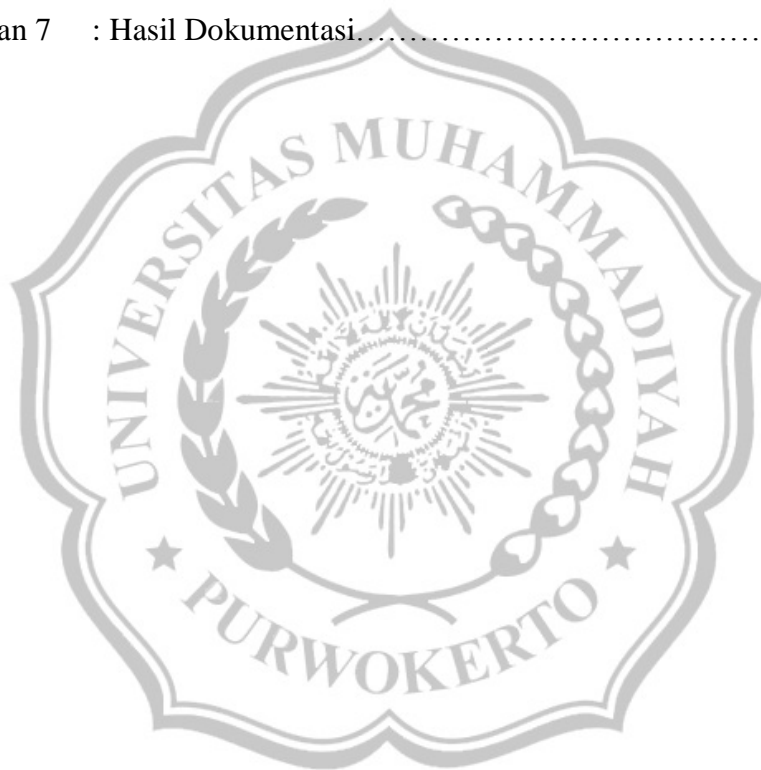 an 7 : Hasil Dokumentasi……………………………….
UNIVERSITAS MUHAMMADIYAH
PURWOKERTO